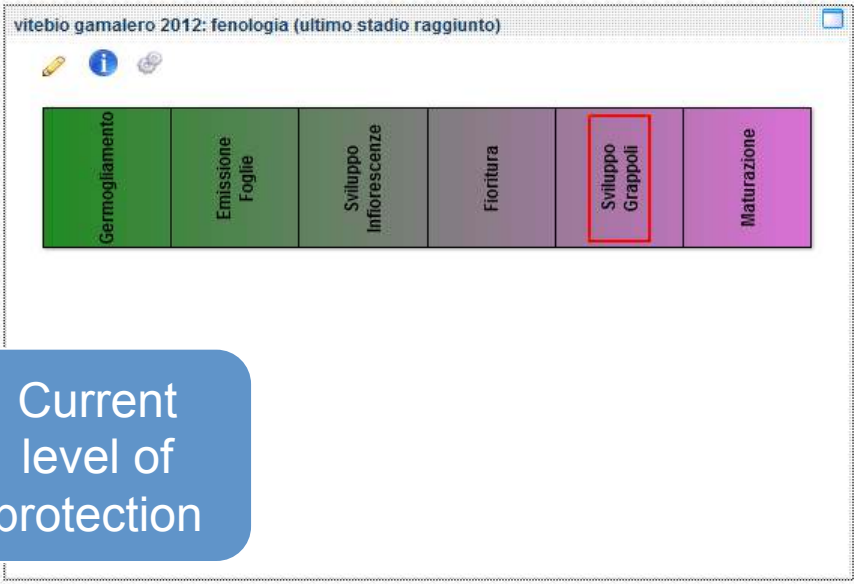 vitebio gamalero 2012: fenologia (ultimo stadio raggiunto)
Germogliamento
Emissione
Foglie
Sviluppo
Infiorescenze
Fioritura
Sviluppo
Grappoli
Maturazione
Current
level of
protection